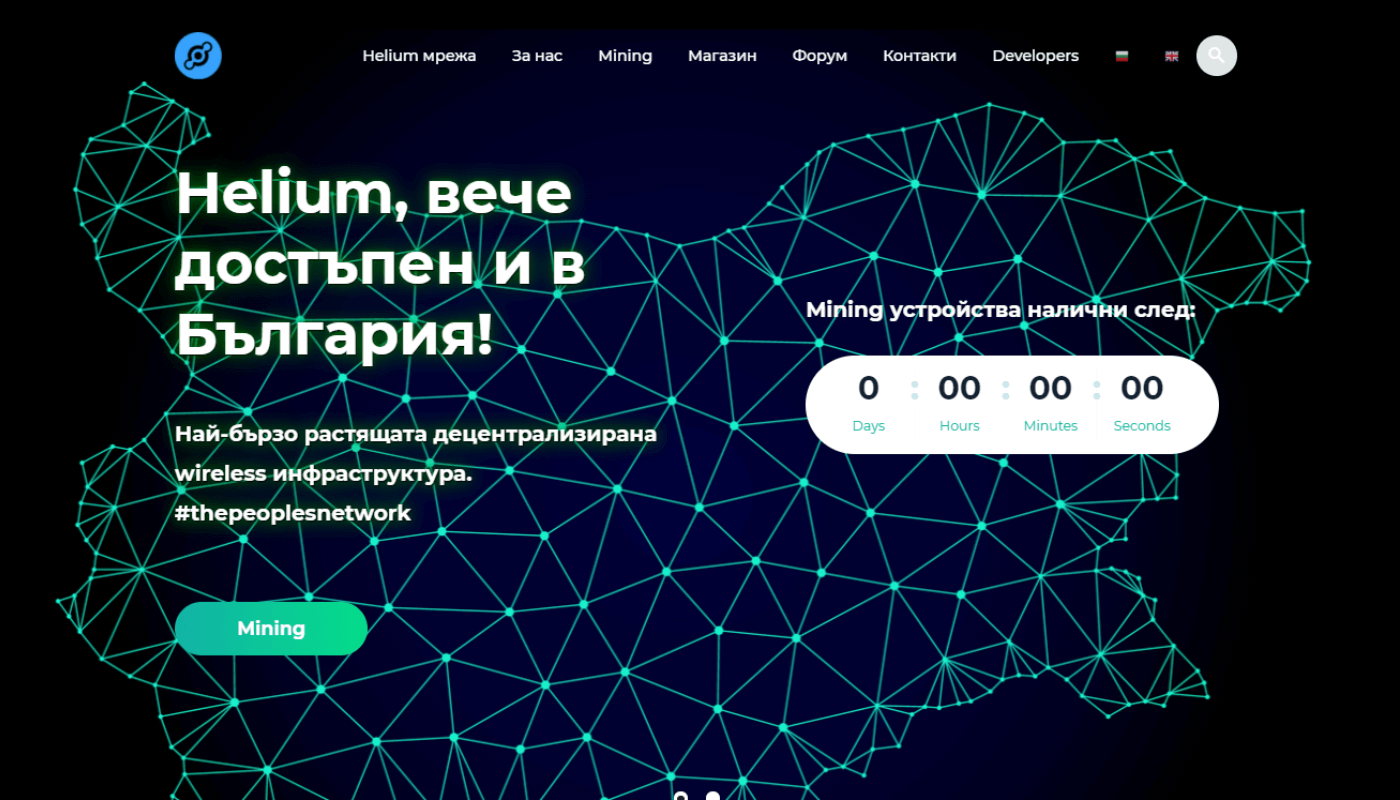 Helium мрежа За нас Mining Магазин Форум Контакти Developers
Helium, вече
достъпен и в
България!
Най-бързо растящата децентрализирана
wireless инфраструктура.
#thepeoplesnetwork
Mining
Mining устройства налични след:
0 : 00 : 00 : 00
Days Hours Minutes Seconds